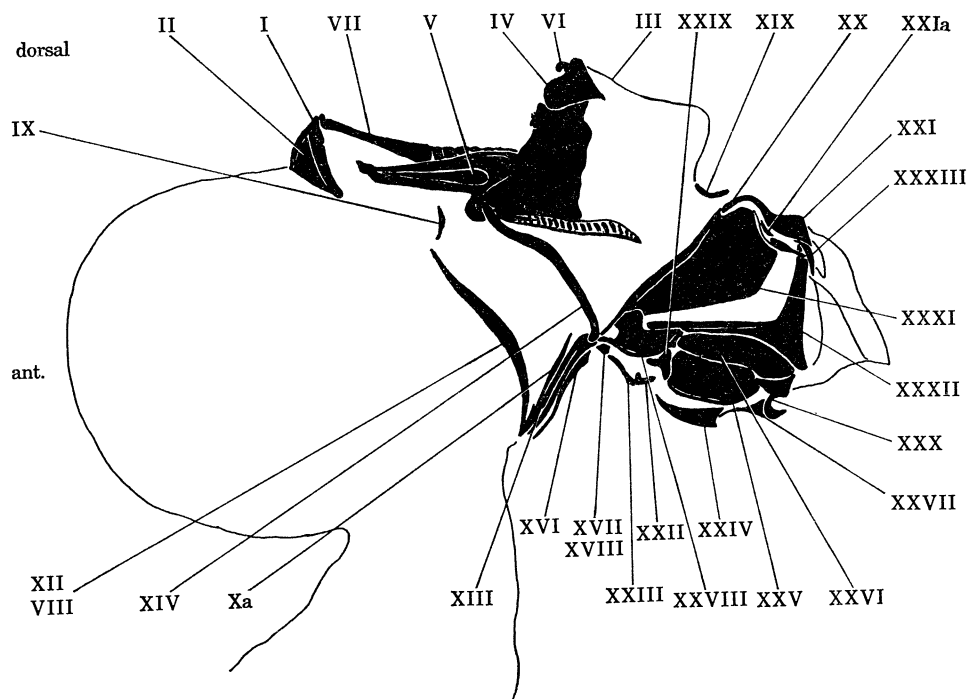 II I VII V IV VI III XXIX XIX XX XXIa
dorsal
IX
XXI
XXXIII
XXXI
ant.
XXXII
XXX
XXVII
XVI XVII XXII XXIV
XVIII
XII
VIII XIV Xa XIII XXIII XXVIII XXV XXVI